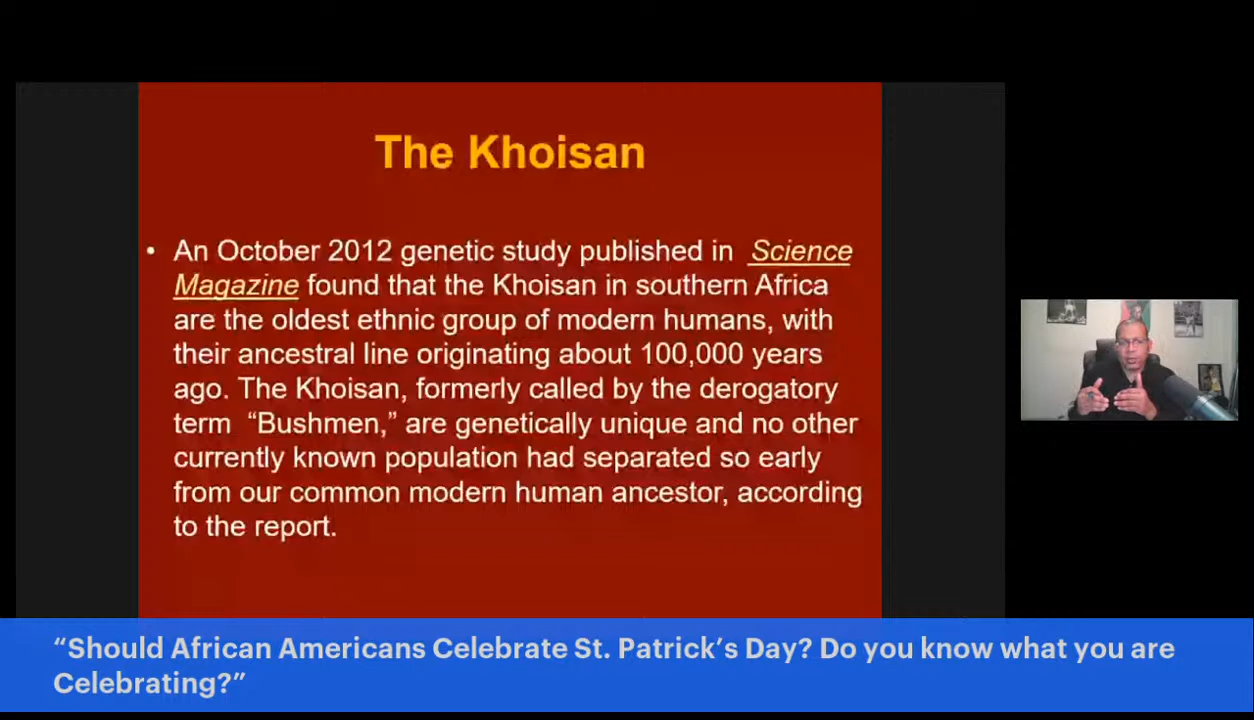 The Khoisan
• An October 2012 genetic study published in Science
Magazine found that the Khoisan in southern Africa
are the oldest ethnic group of modern humans, with
their ancestral line originating about 100,000 years
ago. The Khoisan, formerly called by the derogatory
term “Bushmen,” are genetically unique and no other
currently known population had separated so early
from our common modern human ancestor, according
to the report.
“Should African Americans Celebrate St. Patrick’s Day? Do you know what you are
Celebrating?”